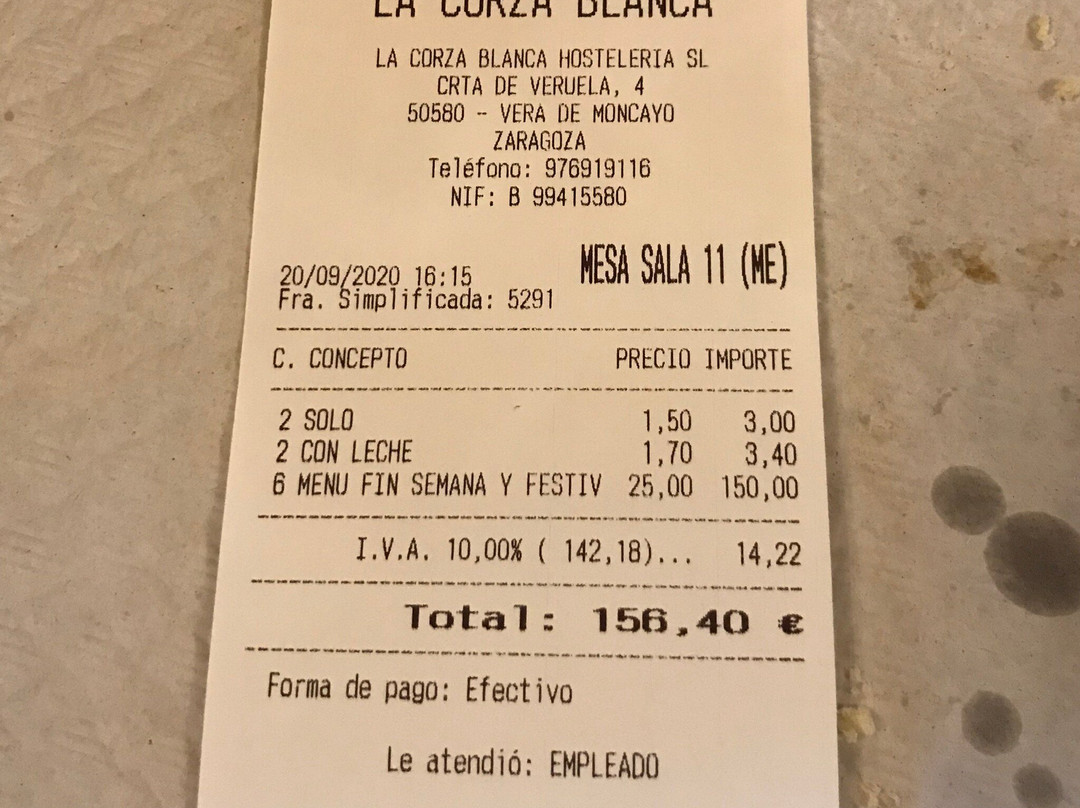 LA CORZA BLANCA
LA CORZA BLANCA HOSTELERIA SL
CRTA DE VERUELA, 4
50580 - VERA DE MONCAYO
ZARAGOZA
Teléfono: 976919116
NIF: B 99415580
MESA SALA 11 (ME)
20/09/2020 16:15
Fra. Simplificada: 5291
C. CONCEPTO PRECIO IMPORTE
2 SOLO 1,50 3,00
2 CON LECHE 1,70 3,40
6 MENU FIN SEMANA Y FESTIV 25,00 150,00
I.V.A. 10,00% ( 142,18)... 14,22
Total: 156,40 €
Forma de pago: Efectivo
Le atendió: EMPLEADO